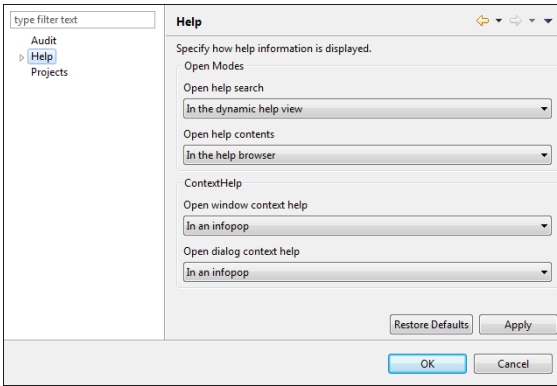 type filter text
Audit
Help
Projects
Help
Specify how help information is displayed.
Open Modes
Open help search
In the dynamic help view
Open help contents
In the help browser
ContextHelp
Open window context help
In an infopop
Open dialog context help
In an infopop
Restore Defaults
Apply
OK
Cancel